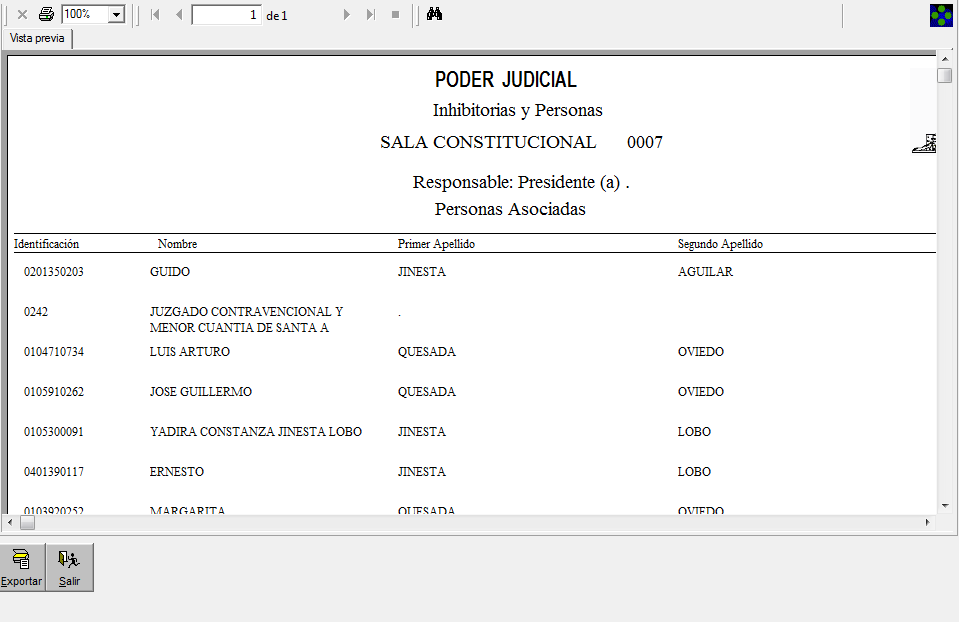 100%
1 de 1
Vista previa
PODER JUDICIAL
Inhibitorias y Personas
SALA CONSTITUCIONAL 0007
Responsable: Presidente (a) .
Personas Asociadas
Identificación Nombre Primer Apellido Segundo Apellido
0201350203 GUIDO JINESTA AGUILAR
0242 JUZGADO CONTRAVENCIONAL Y .
MENOR CUANTIA DE SANTA A
0104710734 LUIS ARTURO QUESADA OVIEDO
0105910262 JOSE GUILLERMO QUESADA OVIEDO
0105300091 YADIRA CONSTANZA JINESTA LOBO JINESTA LOBO
0401390117 ERNESTO JINESTA LOBO
0103920252 MARGARITA QUESADA OVIEDO
Exportar Salir